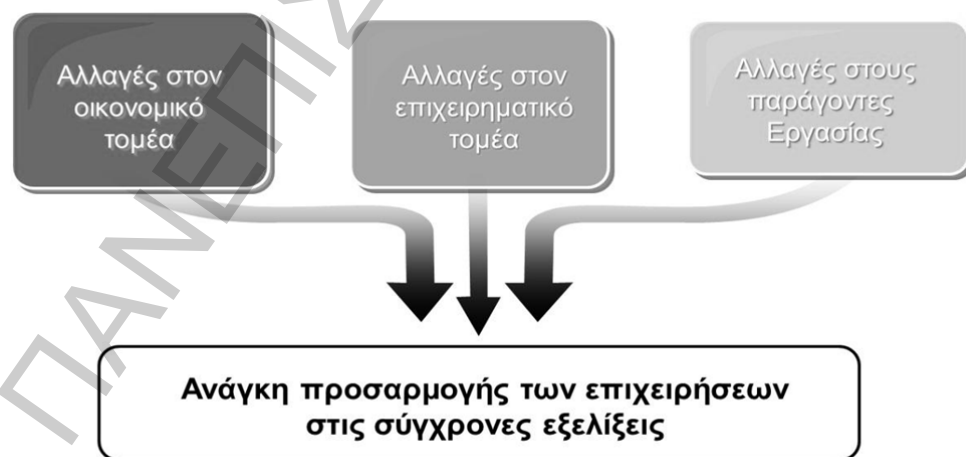 Αλλαγές στον
οικονομικό
τομέα
Αλλαγές στον
επιχειρηματικό
τομέα
Αλλαγές στους
παράγοντες
Εργασίας
Ανάγκη προσαρμογής των επιχειρήσεων
στις σύγχρονες εξελίξεις